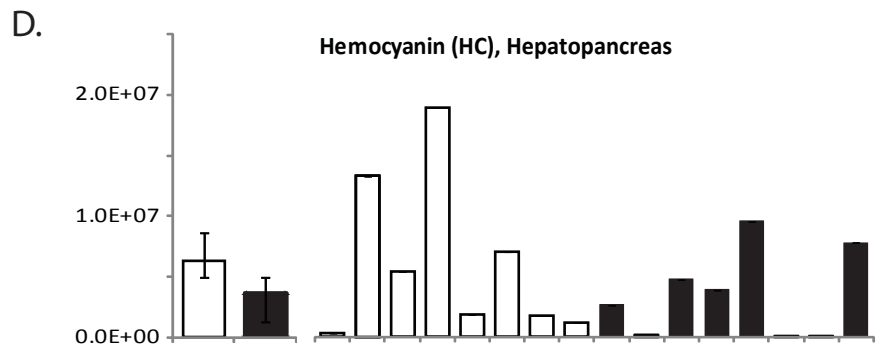 D.
Hemocyanin (HC), Hepatopancreas
2.0E+07
1.0E+07
0.0E+00